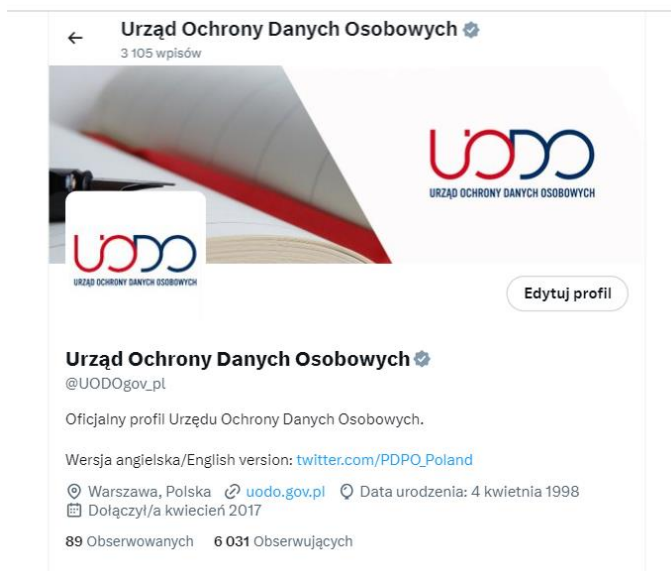 Urząd Ochrony Danych Osobowych
3 105 wpisów
UODO
URZĄD OCHRONY DANYCH OSOBOWYCH
UODO
URZĄD OCHRONY DANYCH OSOBOWYCH
Edytuj profil
Urząd Ochrony Danych Osobowych
@UODOgov_pl
Oficjalny profil Urzędu Ochrony Danych Osobowych.
Wersja angielska/English version: twitter.com/PDPO_Poland
Warszawa, Polska uodo.gov.pl Data urodzenia: 4 kwietnia 1998
Dołączył/a kwiecień 2017
89 Obserwowanych 6 031 Obserwujących